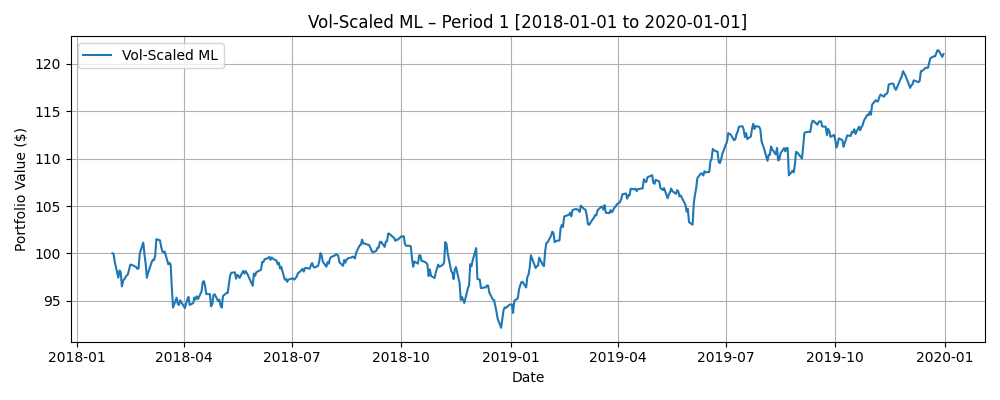 Vol-Scaled ML – Period 1 [2018-01-01 to 2020-01-01]
Vol-Scaled ML
Portfolio Value ($)
120
115
110
105
100
95
2018-01 2018-04 2018-07 2018-10 2019-01 2019-04 2019-07 2019-10 2020-01
Date